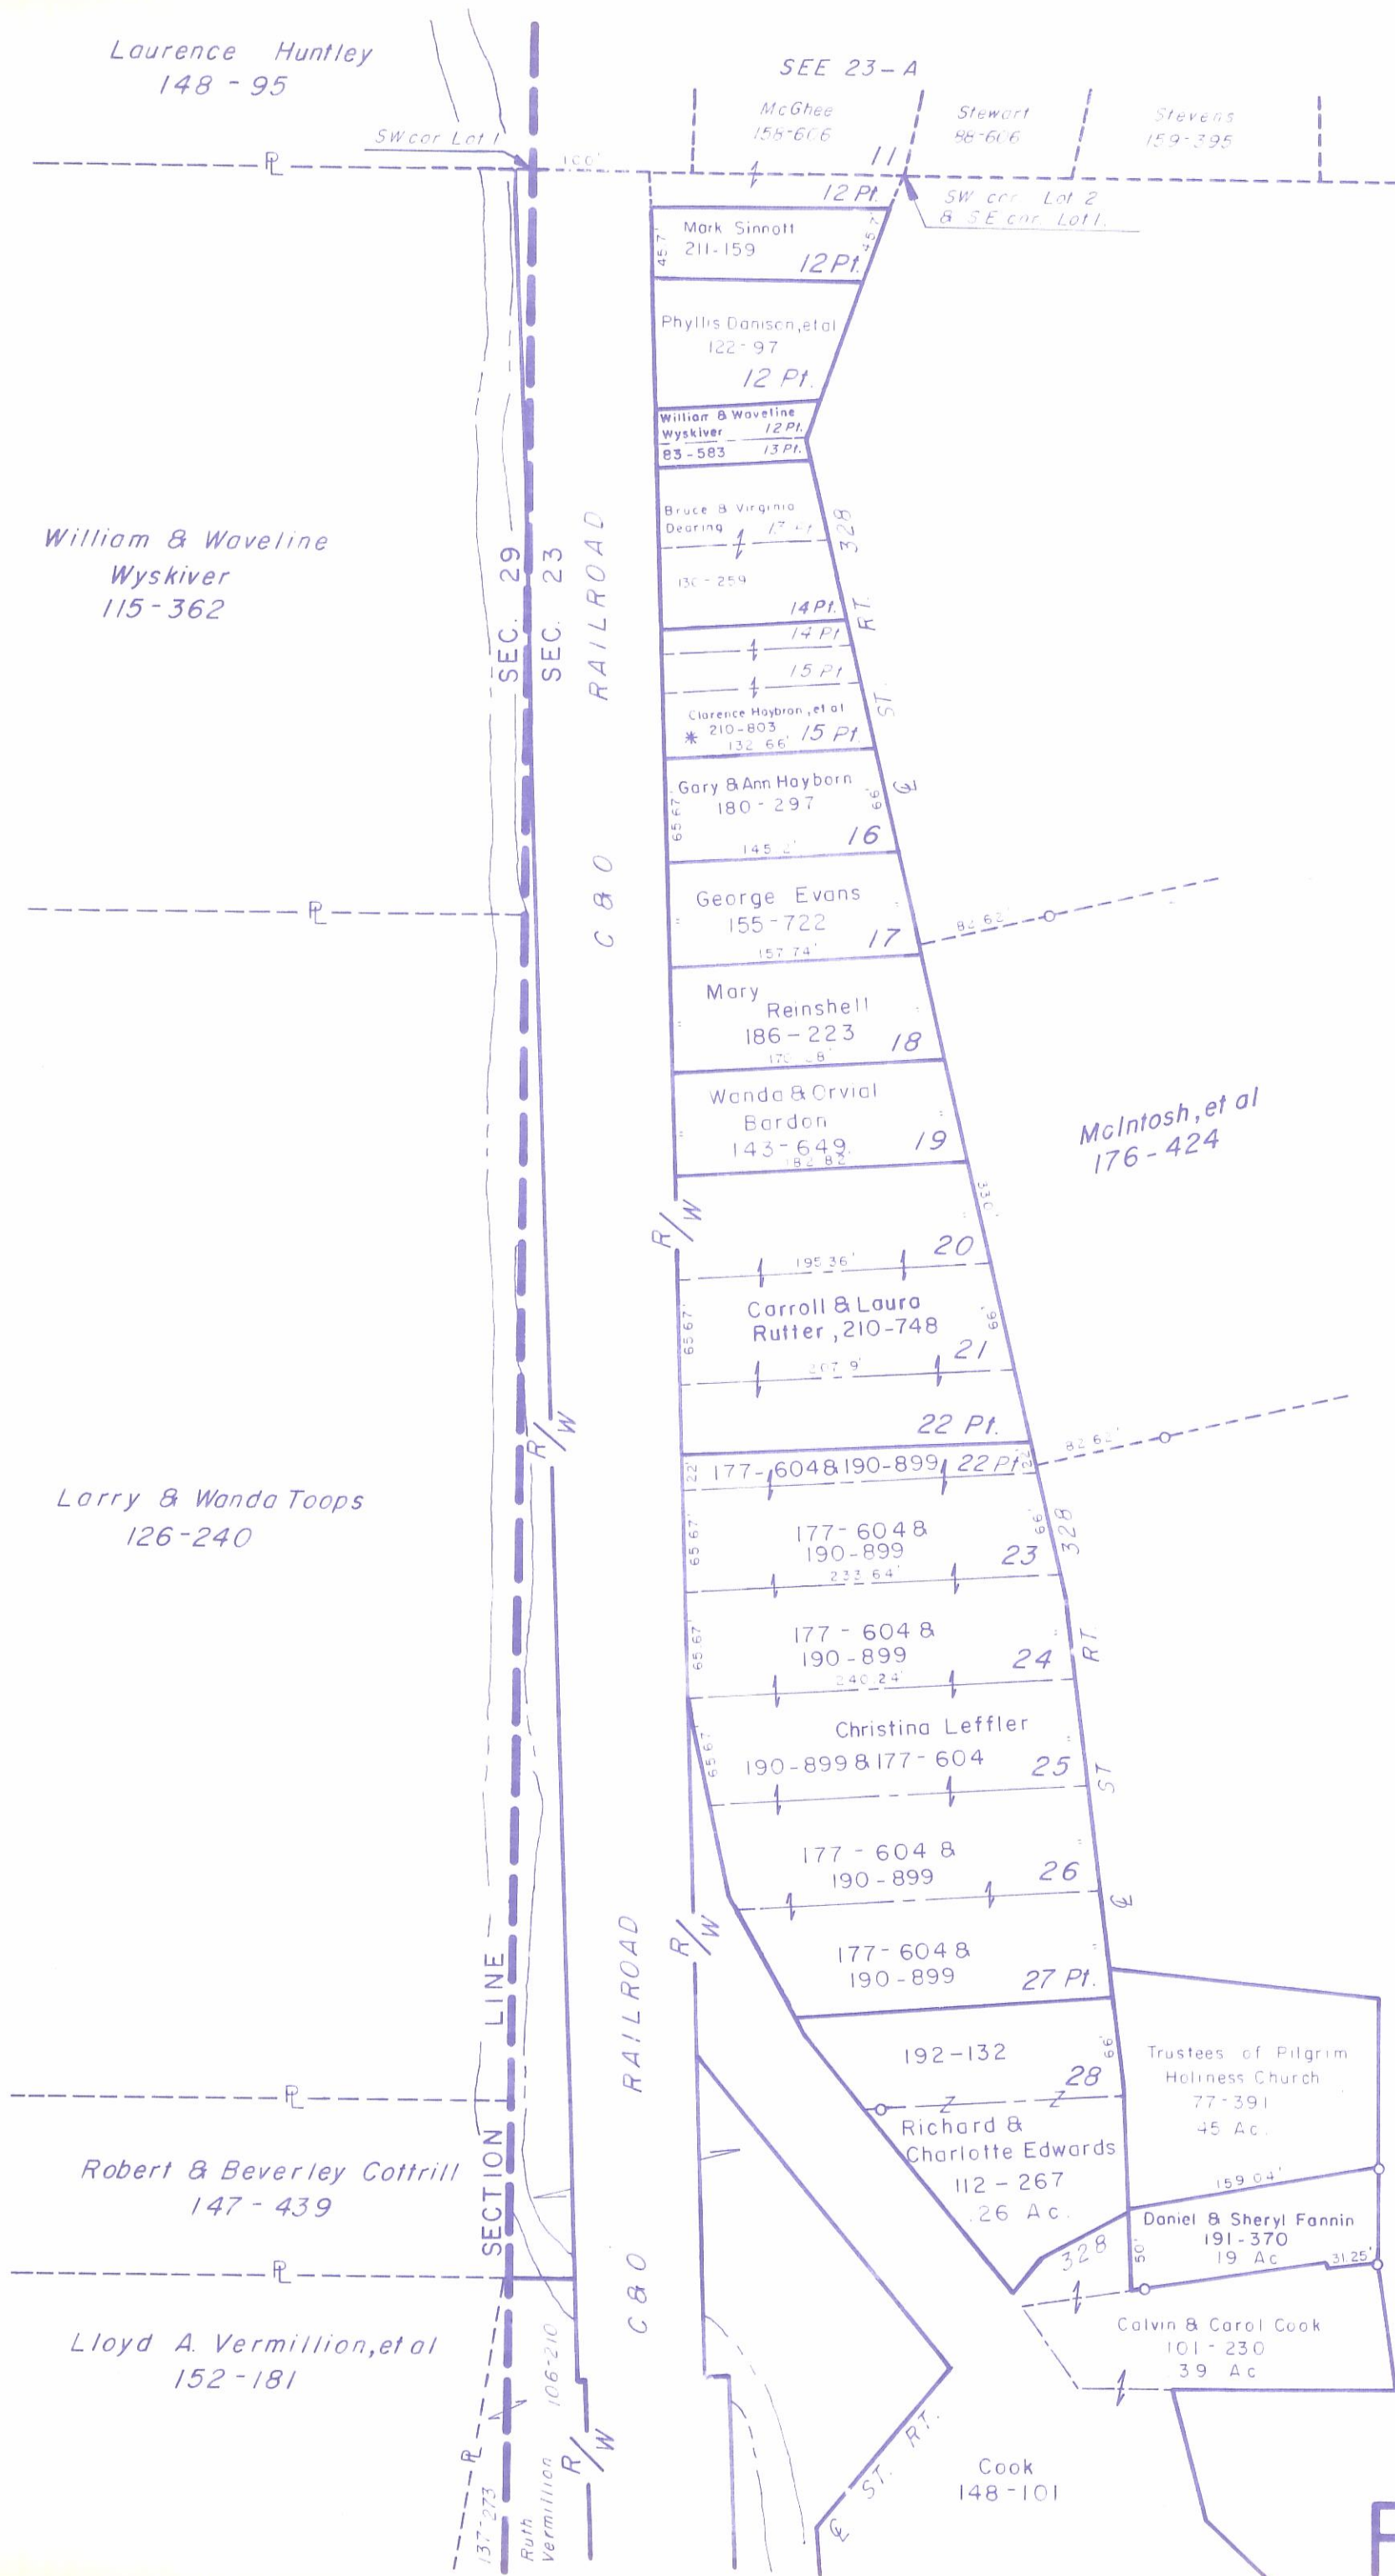 Laurence Huntley
148 - 95
SEE 23-A
McGhee
158-606
Stewart
88-606
Stevens
159-395
SW cor Lot 1
PL
100'
11
12 Pt.
SW cor Lot 2
& SE cor. Lot 1.
Mark Sinnott
211-159
12 Pt.
45.7'
45.7'
Phyllis Danison, et al
122-97
12 Pt.
William & Waveline
Wyskiver 12 Pt.
83-583 13 Pt.
Bruce & Virginia
Dearing
130-259
14 Pt.
14 Pt
15 Pt
Clarence Haybron, et al
* 210-803 15 Pt.
132 66'
328
RT.
ST.
William & Waveline
Wyskiver
115-362
SEC. 29
SEC. 23
RAILROAD
C & O
Gary & Ann Hayborn
180-297
65.67'
66'
16
145 2'
PL
George Evans
155-722
17
157 74'
82 62'
Mary
Reinshell
186-223
18
Wanda & Orvial
Bardon
143-649
19
182 82
McIntosh, et al
176-424
330'
R/W
20
195 36'
Carroll & Laura
Rutter, 210-748
65 67'
66'
21
207 9'
22 Pt.
82 62'
R/W
22'
177-604 & 190-899 22 Pt
22'
Larry & Wanda Toops
126-240
177-604 &
190-899
65 67'
66'
23
233 64'
328
177-604 &
190-899
65.67'
24
240 24'
RT.
Christina Leffler
190-899 & 177-604
65 67'
25
ST
177-604 &
190-899
26
177-604 &
190-899
27 Pt.
SECTION LINE
RAILROAD
C & O
R/W
192-132
66'
28
Trustees of Pilgrim
Holiness Church
77-391
45 Ac.
PL
Richard &
Charlotte Edwards
112-267
.26 Ac.
159 04'
Robert & Beverley Cottrill
147-439
Daniel & Sheryl Fannin
191-370
19 Ac
50'
31.25'
328
PL
Lloyd A. Vermillion, et al
152-181
Calvin & Carol Cook
101-230
39 Ac
106-210
Ruth
Vermillion
137-273
PL
R/W
ST. RT.
Cook
148-101